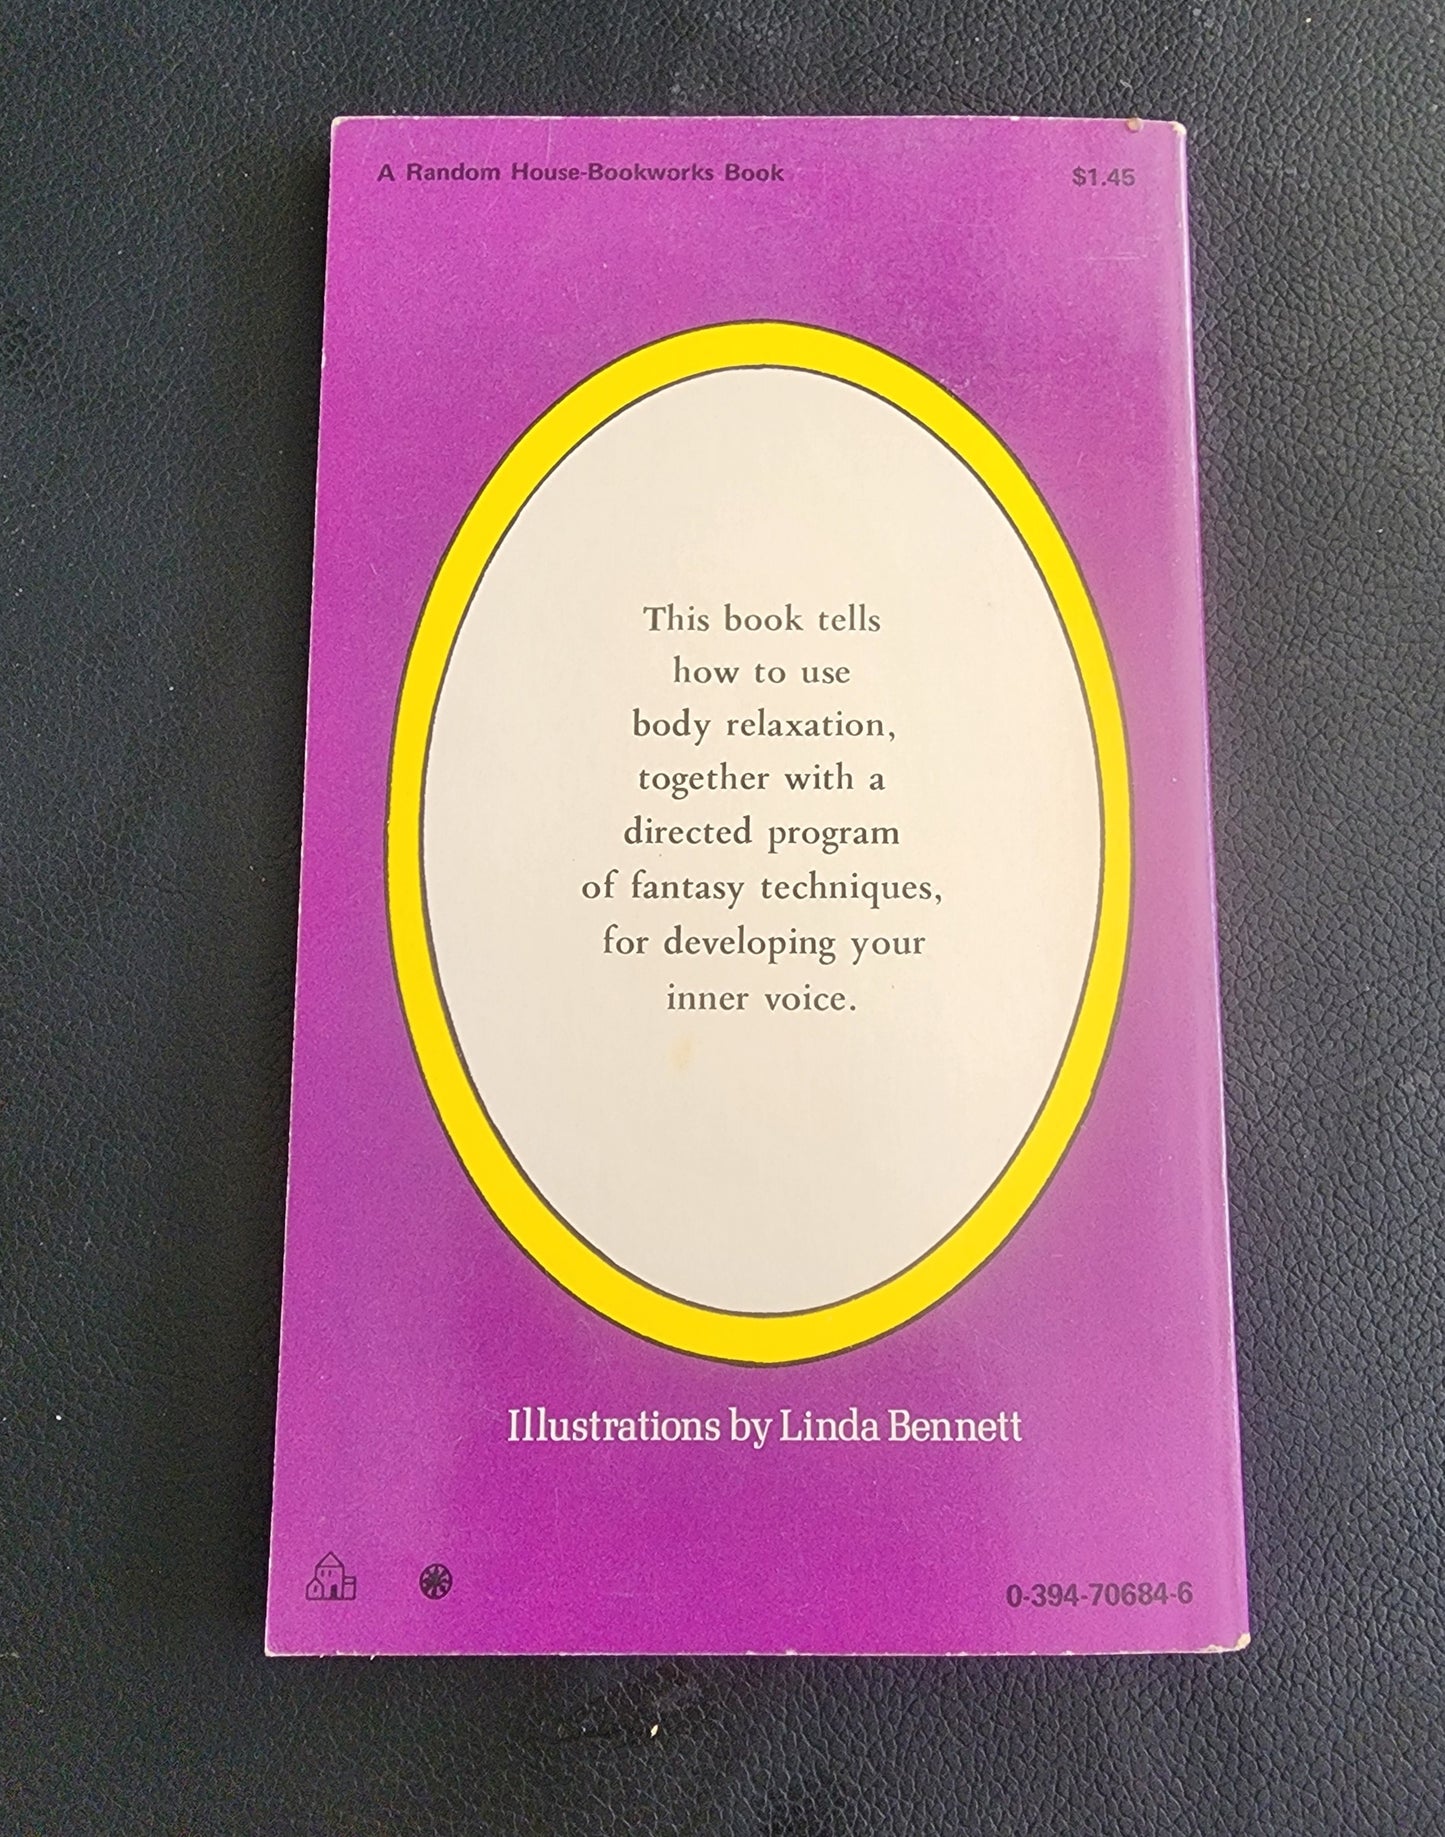 A Random House-Bookworks Book
$1.45
This book tells
how to use
body relaxation,
together with a
directed program
of fantasy techniques,
for developing your
inner voice.
Illustrations by Linda Bennett
0-394-70684-6